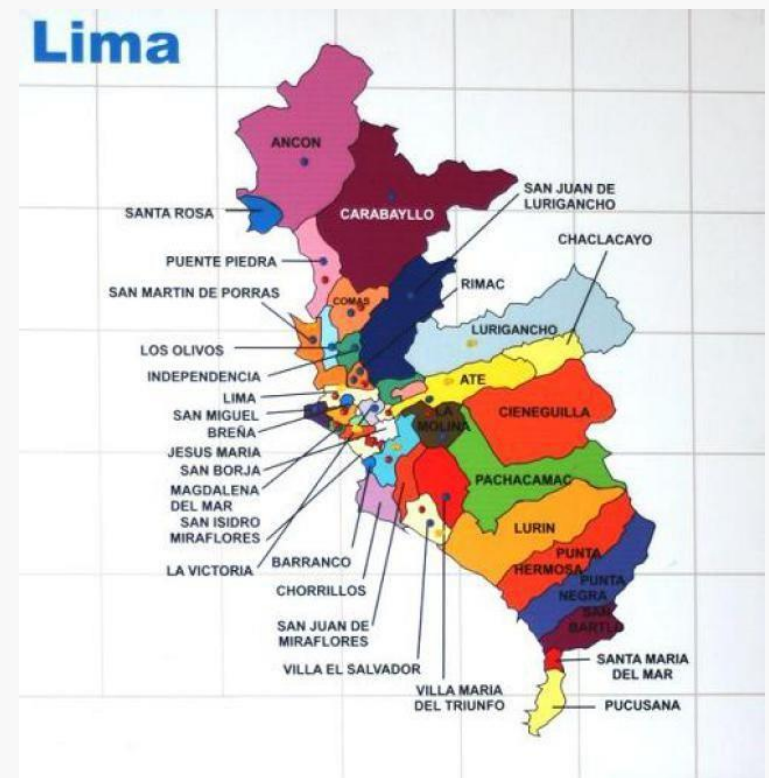 Lima
ANCON
CARABAYLLO
SAN JUAN DE
LURIGANCHO
SANTA ROSA
CHACLACAYO
PUENTE PIEDRA
RIMAC
SAN MARTIN DE PORRAS
COMAS
LURIGANCHO
LOS OLIVOS
INDEPENDENCIA
ATE
LIMA
SAN MIGUEL
BREÑA
LA
MOLINA
CIENEGUILLA
JESUS MARIA
SAN BORJA
MAGDALENA
DEL MAR
PACHACAMAC
SAN ISIDRO
MIRAFLORES
LURIN
LA VICTORIA
BARRANCO
CHORRILLOS
PUNTA
HERMOSA
PUNTA
NEGRA
SAN
BARTLO
SAN JUAN DE
MIRAFLORES
VILLA EL SALVADOR
SANTA MARIA
DEL MAR
VILLA MARIA
DEL TRIUNFO
PUCUSANA